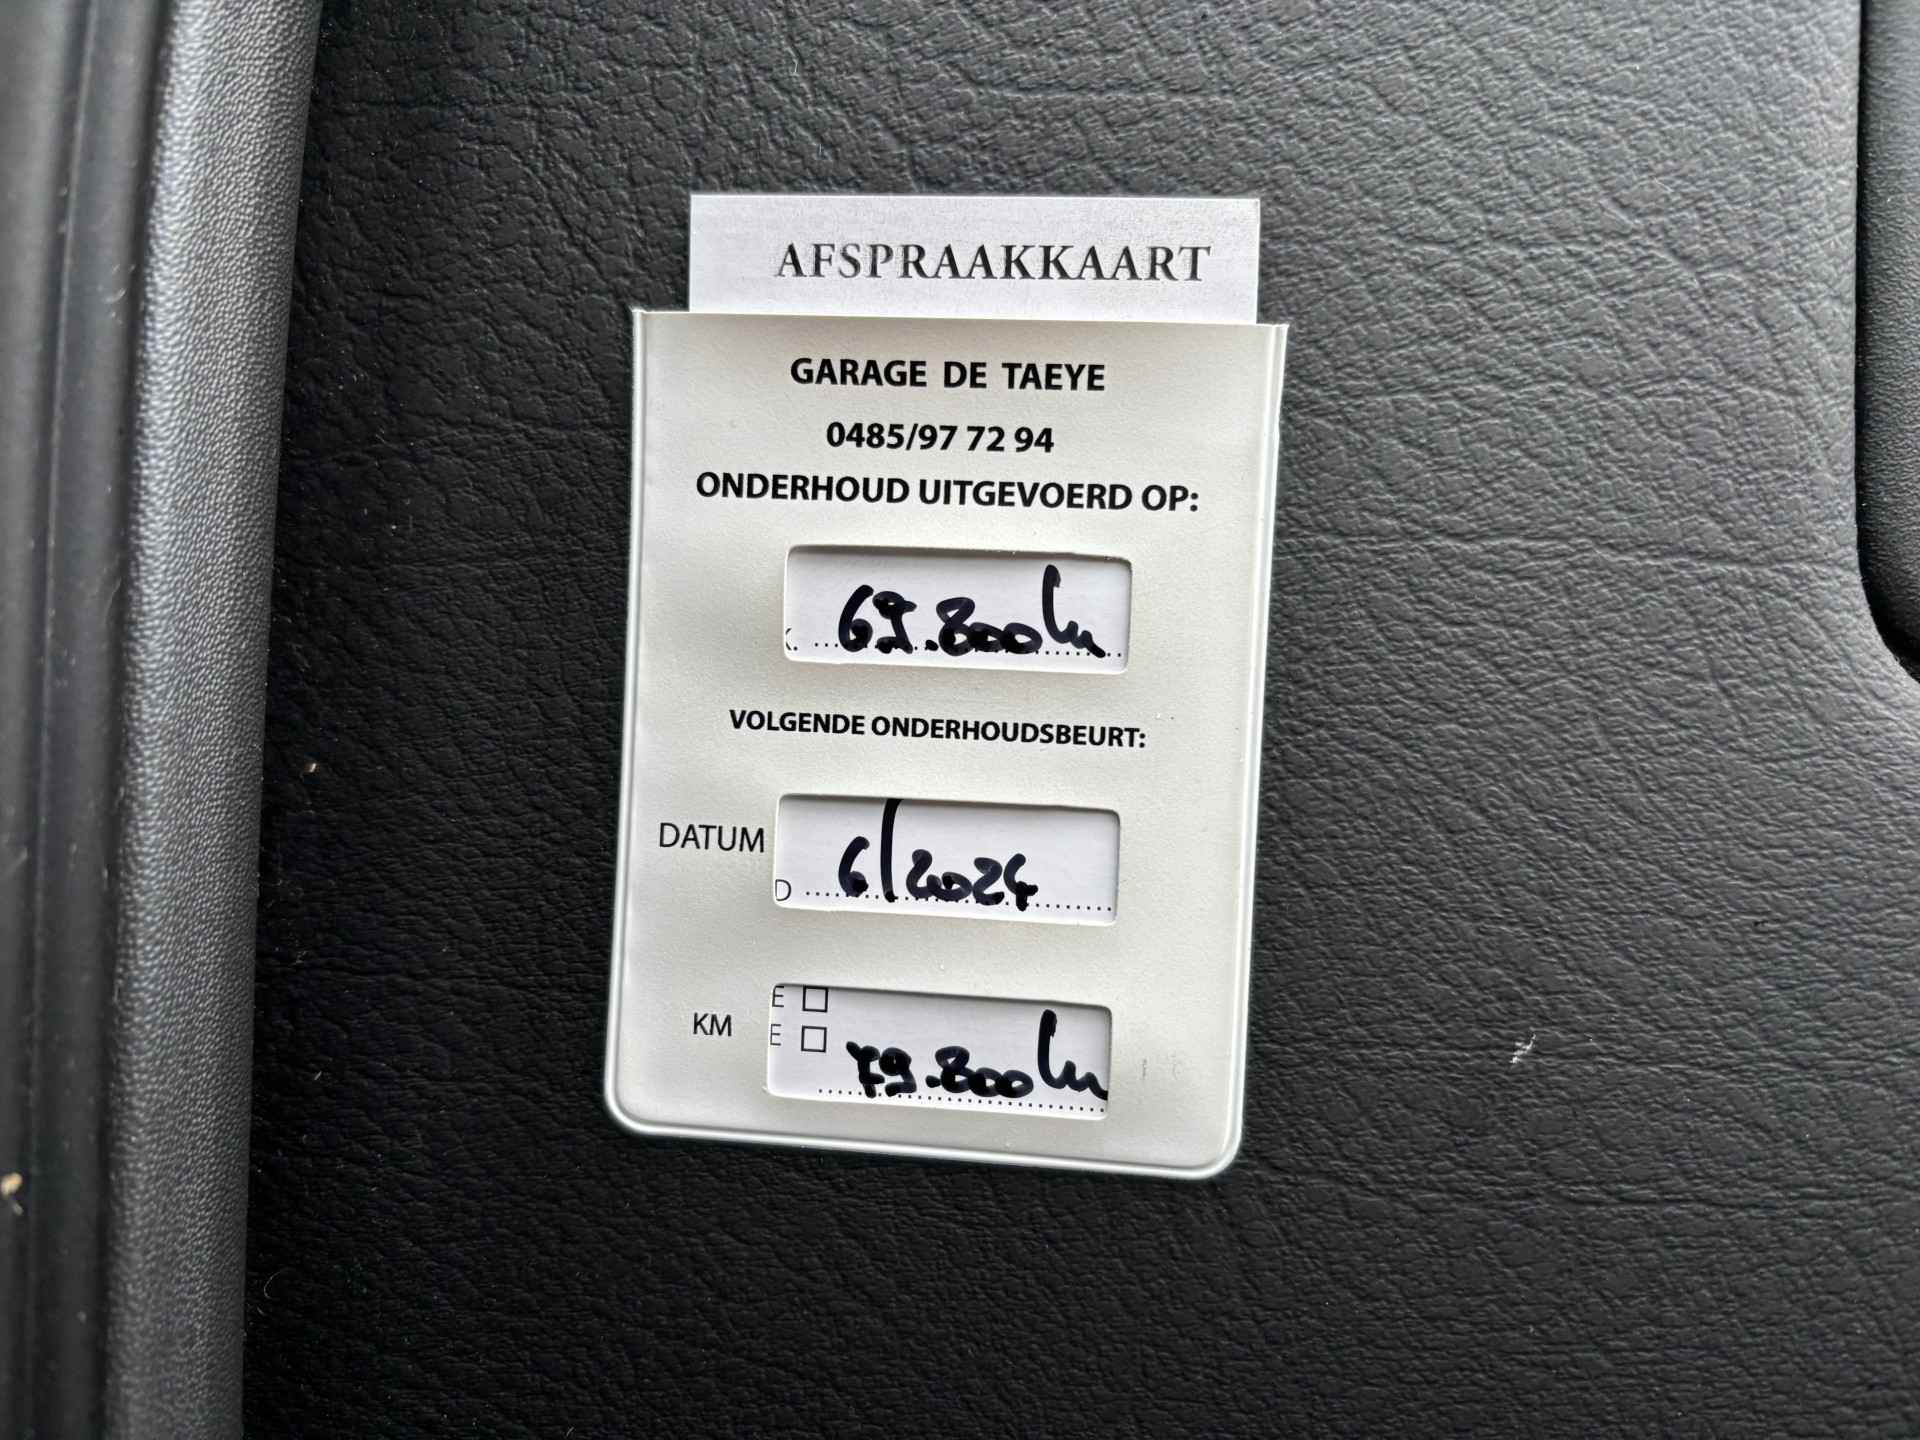 AFSPRAAKKAART
GARAGE DE TAEYE
0485/97 72 94
ONDERHOUD UITGEVOERD OP:
69.800 km
VOLGENDE ONDERHOUDSBEURT:
DATUM
D 6/2024
E
KM
E
79.800 km